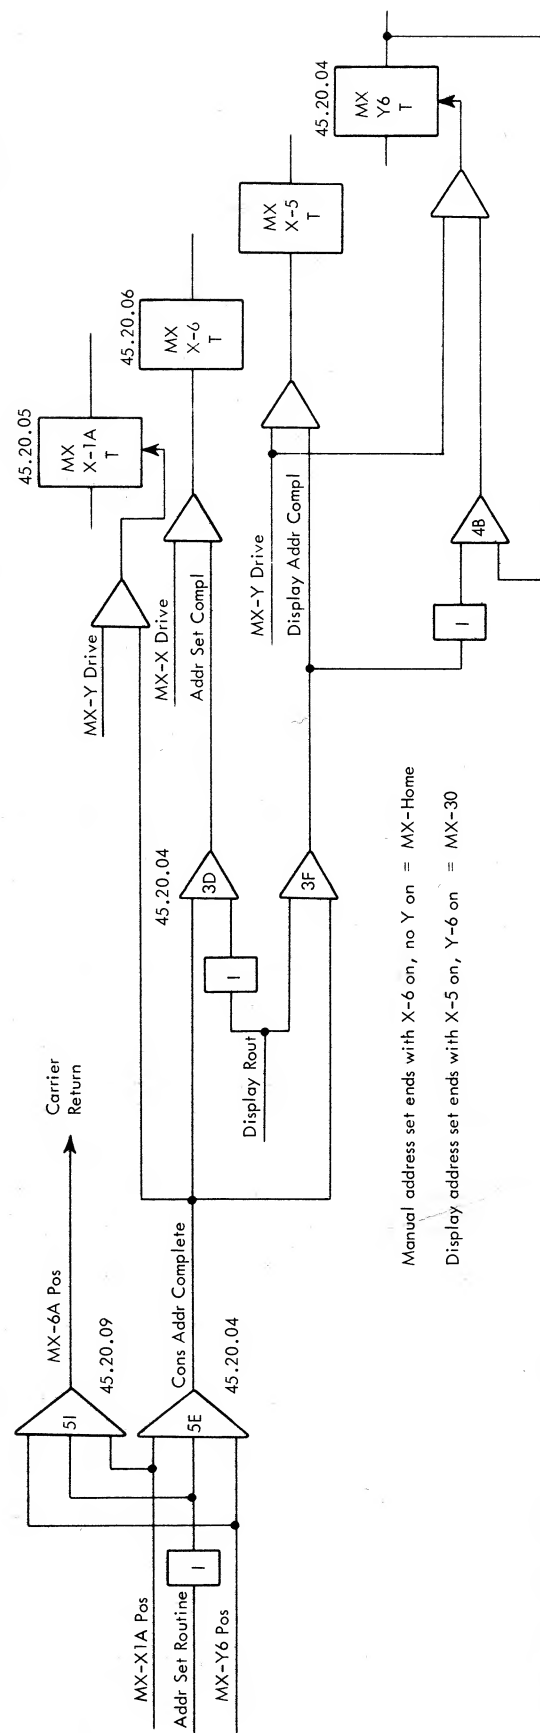 MX-X1A Pos
Addr Set Routine
MX-Y6 Pos
I
5I
5E
MX-6A Pos
45.20.09
Cons Addr Complete
45.20.04
Carrier
Return
Display Rout
I
45.20.04
3D
3F
MX-Y Drive
MX-X Drive
Addr Set Compl
MX-Y Drive
Display Addr Compl
I
4B
45.20.05
MX
X-1A
T
45.20.06
MX
X-6
T
MX
X-5
T
45.20.04
MX
Y6
T
Manual address set ends with X-6 on, no Y on = MX-Home
Display address set ends with X-5 on, Y-6 on = MX-30